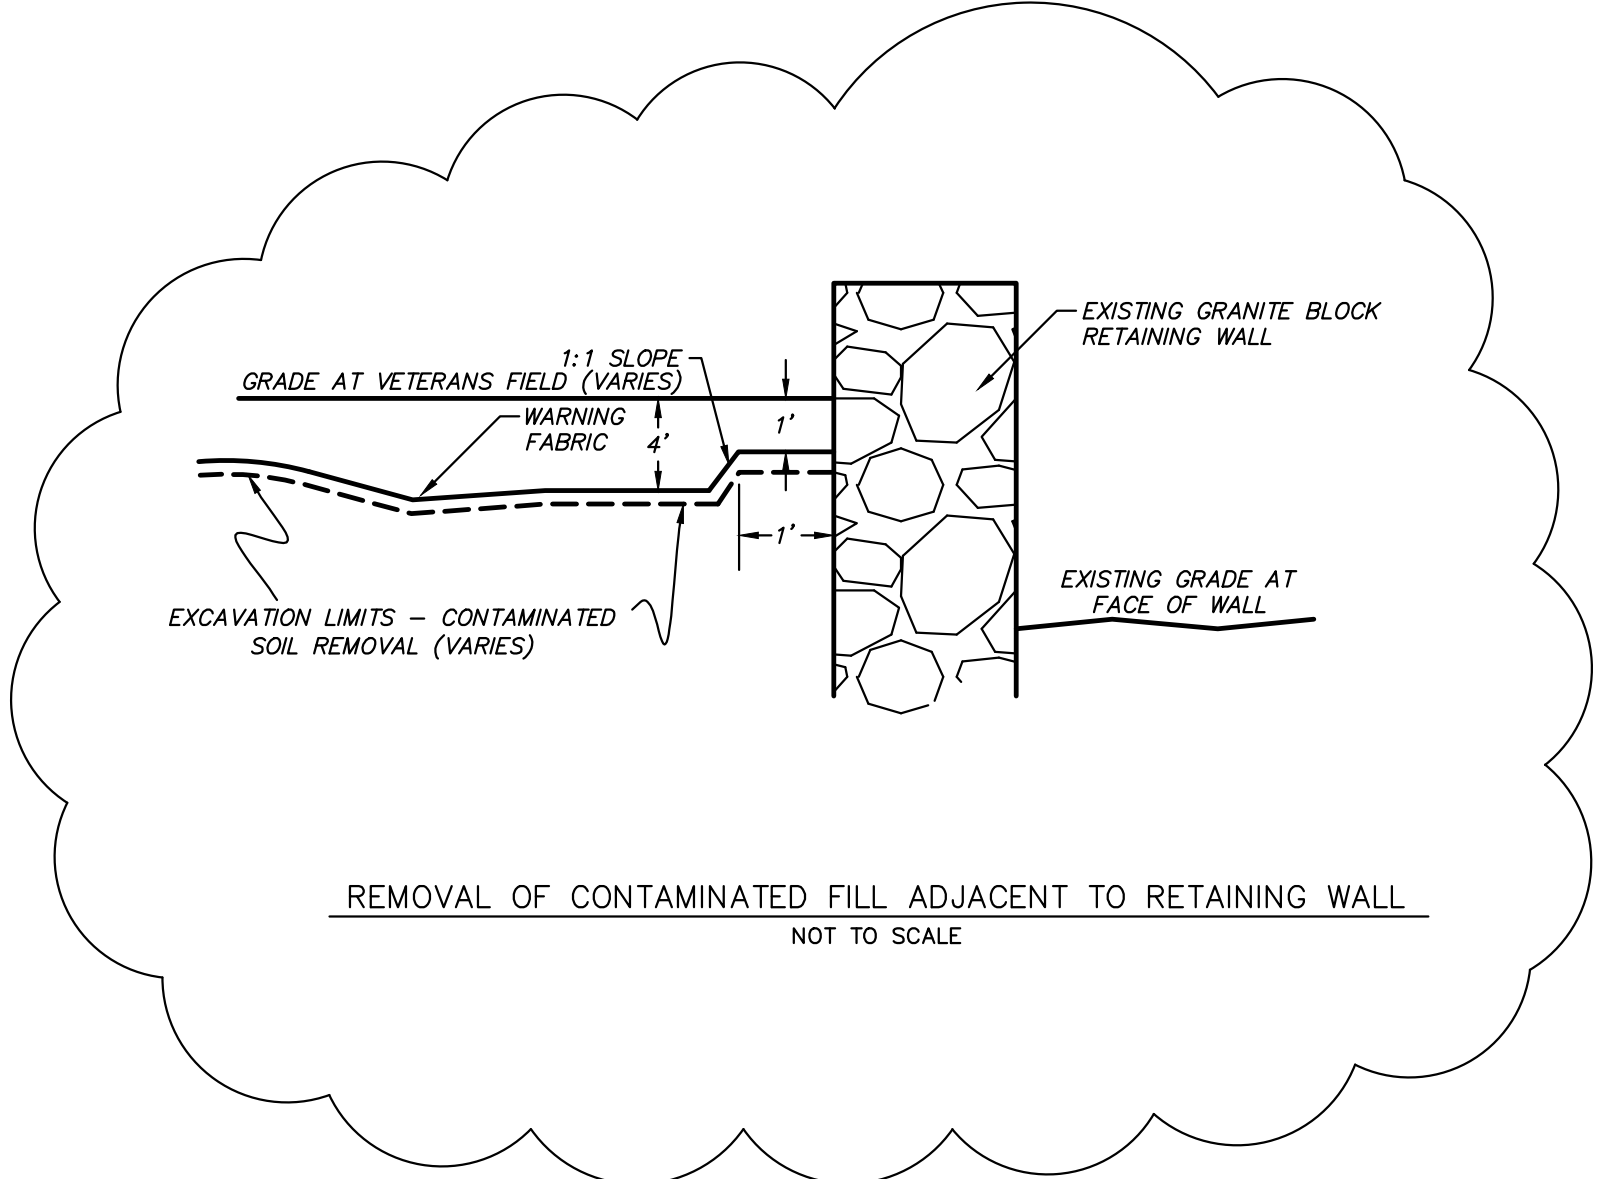 1:1 SLOPE
GRADE AT VETERANS FIELD (VARIES)
WARNING
FABRIC
4'
1'
1'
EXISTING GRANITE BLOCK
RETAINING WALL
EXISTING GRADE AT
FACE OF WALL
EXCAVATION LIMITS – CONTAMINATED
SOIL REMOVAL (VARIES)
REMOVAL OF CONTAMINATED FILL ADJACENT TO RETAINING WALL
NOT TO SCALE